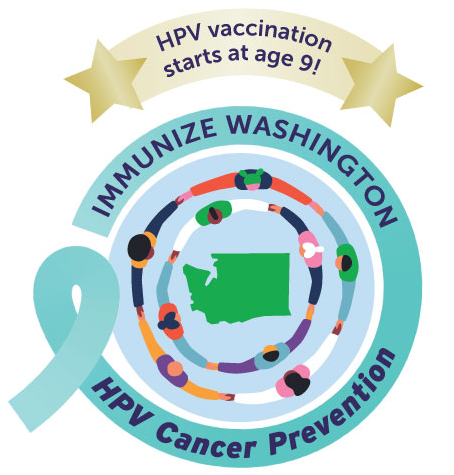 HPV vaccination
starts at age 9!
IMMUNIZE WASHINGTON
HPV Cancer Prevention